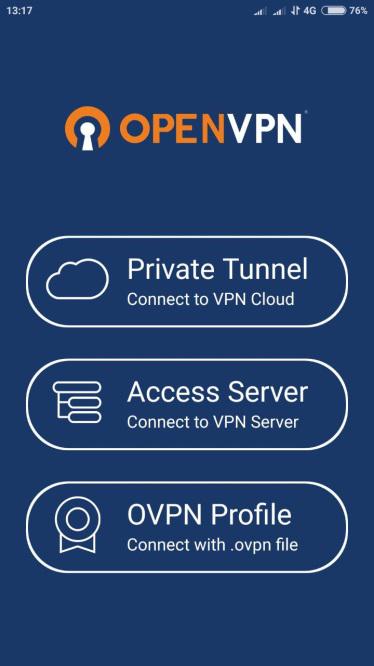 13:17 4G 76%
OPENVPN
Private Tunnel
Connect to VPN Cloud
Access Server
Connect to VPN Server
OVPN Profile
Connect with .ovpn file